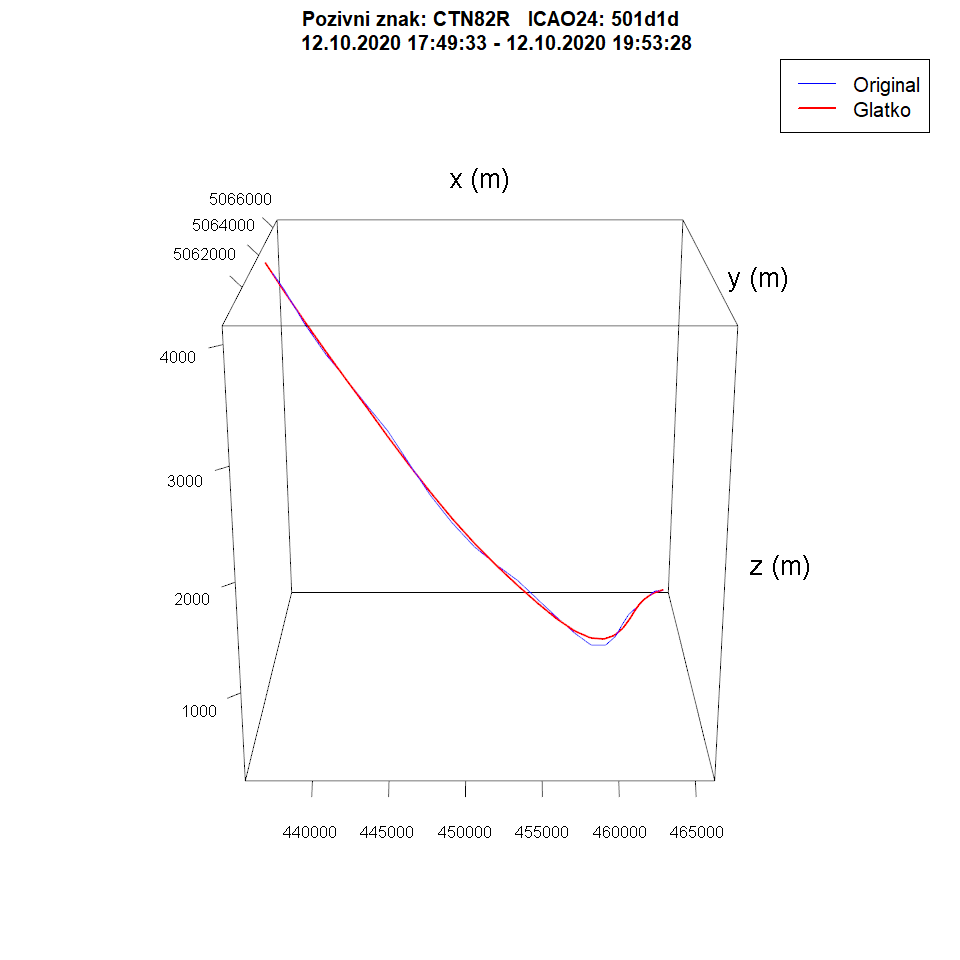 Pozivni znak: CTN82R   ICAO24: 501d1d
12.10.2020 17:49:33 - 12.10.2020 19:53:28
Original
Glatko
x (m)
5066000
5064000
5062000
y (m)
4000
3000
z (m)
2000
1000
440000 445000 450000 455000 460000 465000